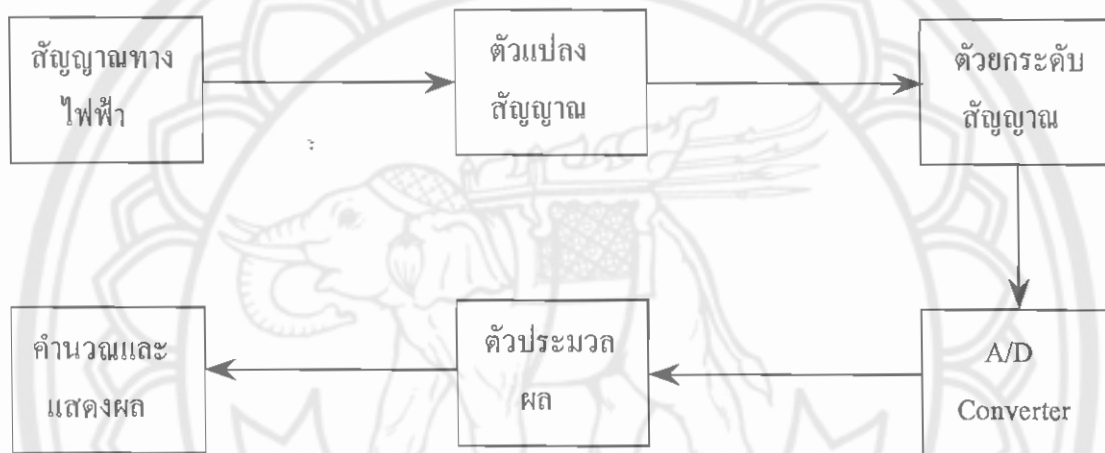 สัญญาณทาง
ไฟฟ้า
ตัวแปลง
สัญญาณ
ตัวยกระดับ
สัญญาณ
A/D
Converter
ตัวประมวล
ผล
คำนวณและ
แสดงผล